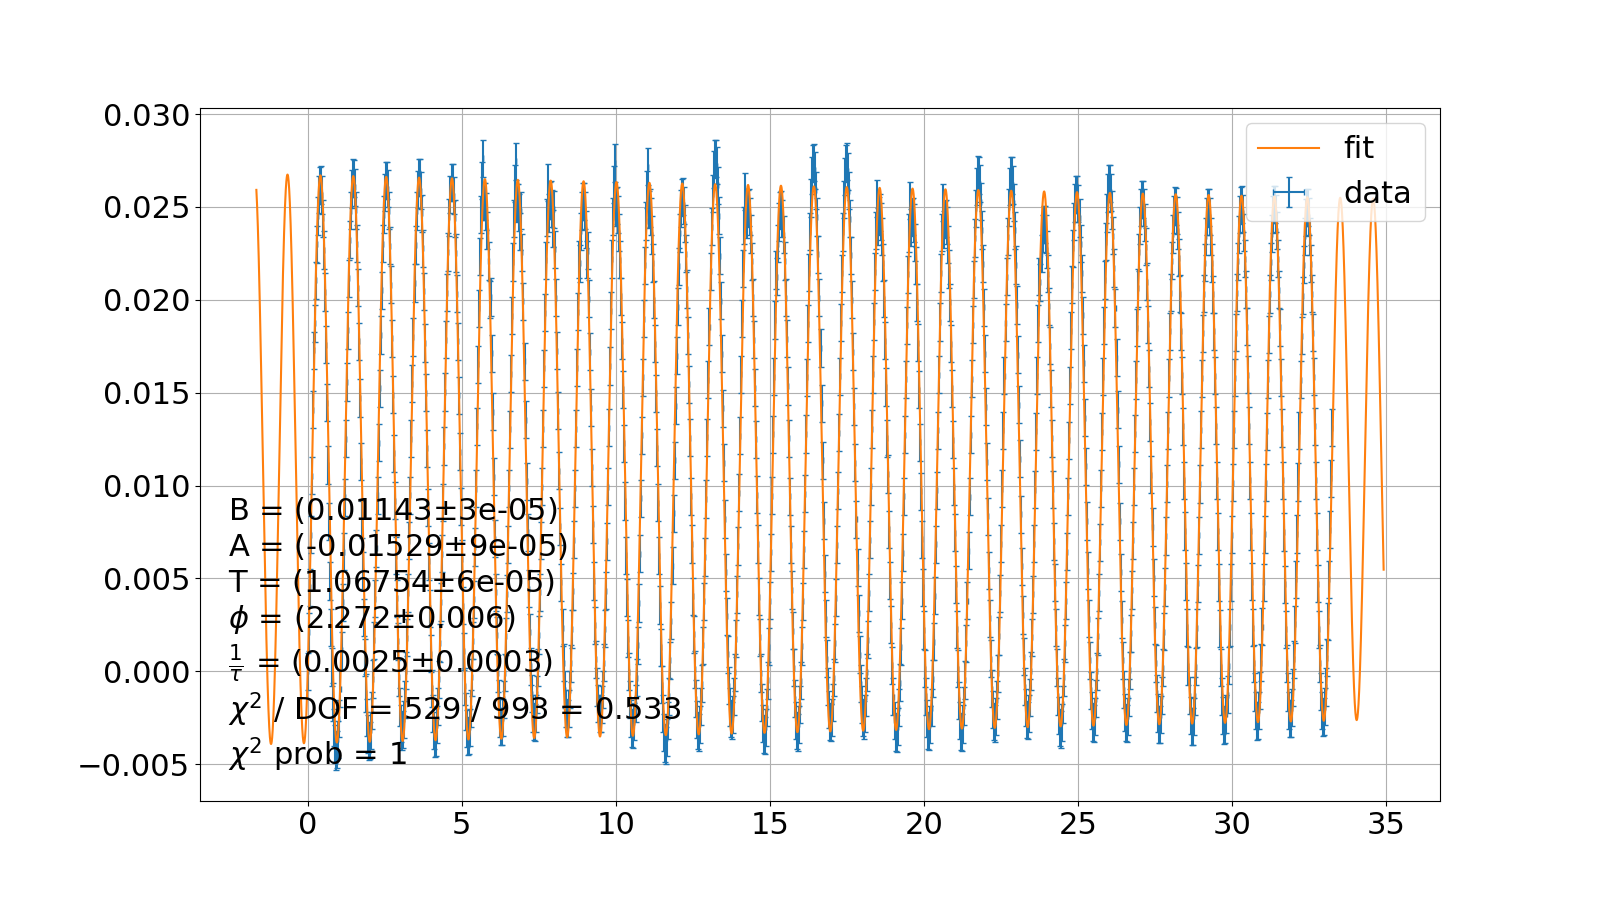 0.030
0.025
0.020
0.015
0.010
0.005
0.000
−0.005
fit
data
B = (0.01143±3e-05)
A = (-0.01529±9e-05)
T = (1.06754±6e-05)
ϕ = (2.272±0.006)
1/τ = (0.0025±0.0003)
χ² / DOF = 529 / 993 = 0.533
χ² prob = 1
0 5 10 15 20 25 30 35